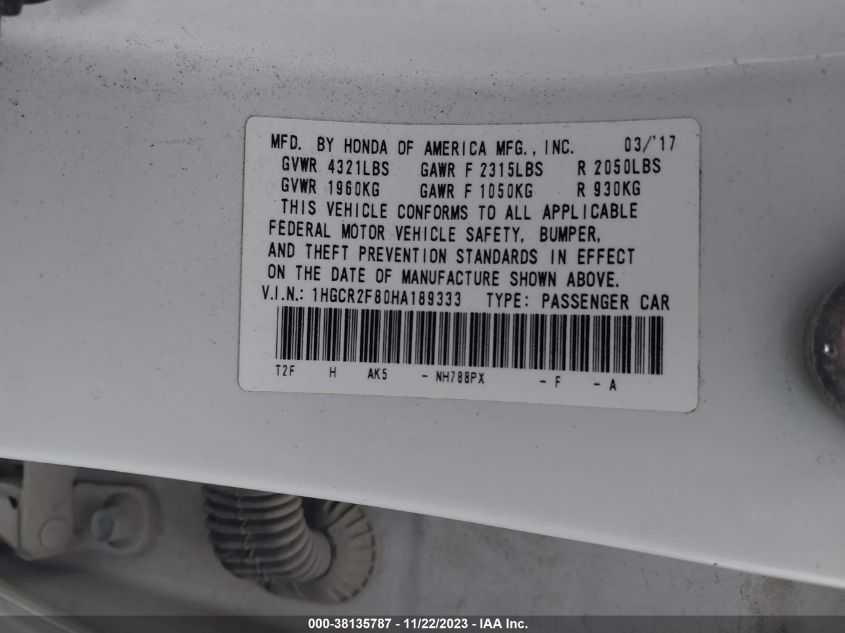 MFD. BY HONDA OF AMERICA MFG., INC. 03/'17
GVWR 4321LBS GAWR F 2315LBS R 2050LBS
GVWR 1960KG GAWR F 1050KG R 930KG
THIS VEHICLE CONFORMS TO ALL APPLICABLE
FEDERAL MOTOR VEHICLE SAFETY, BUMPER,
AND THEFT PREVENTION STANDARDS IN EFFECT
ON THE DATE OF MANUFACTURE SHOWN ABOVE.
V.I.N.: 1HGCR2F80HA189333 TYPE: PASSENGER CAR
T2F H AK5 - NH788PX - F - A
000-38135787 - 11/22/2023 - IAA Inc.